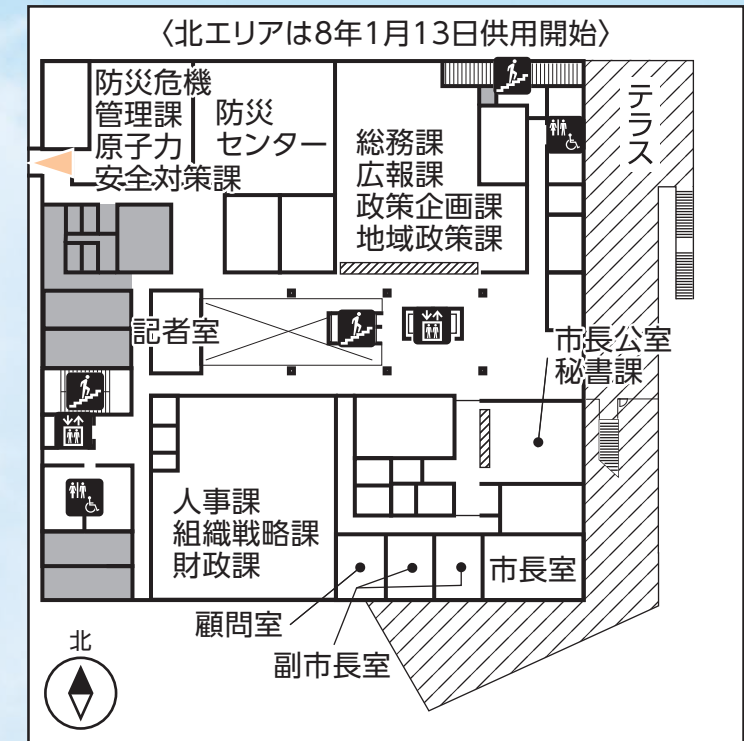 〈北エリアは8年1月13日供用開始〉
防災危機
管理課
原子力
安全対策課
防災
センター
総務課
広報課
政策企画課
地域政策課
テラス
記者室
市長公室
秘書課
人事課
組織戦略課
財政課
市長室
顧問室
副市長室
北